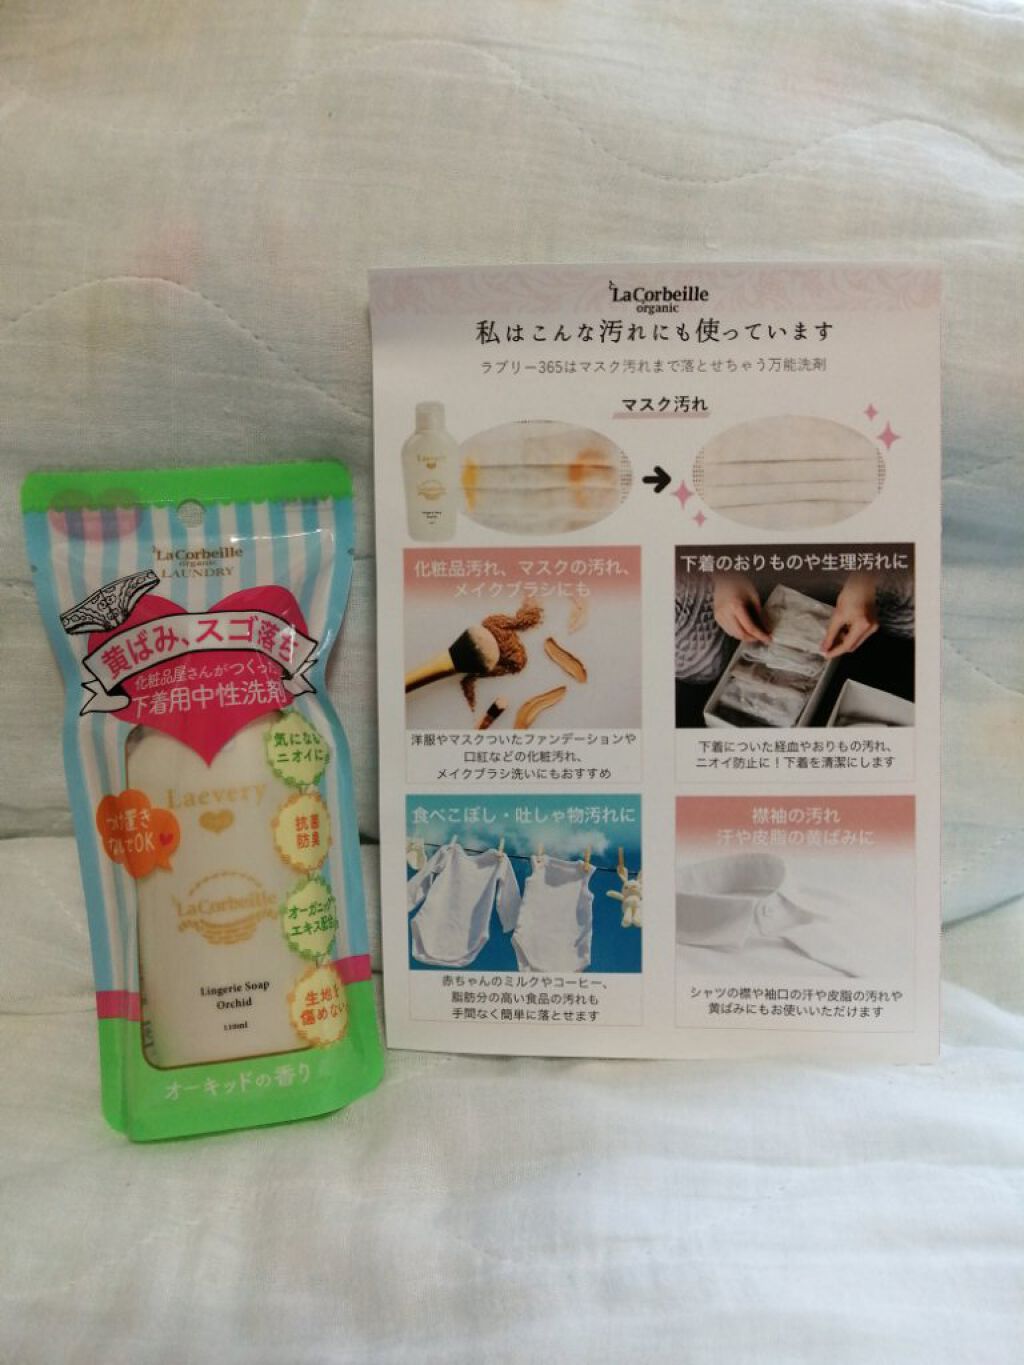 LaCorbeille
organic
LAUNDRY
黄ばみ、スゴ落ち
化粧品屋さんがつくった
下着用中性洗剤
気になる
ニオイに
つけ置き
なしでOK
抗菌
防臭
オーガニック
エキス配合
生地を
傷めない
Laevery
LaCorbeille
Lingerie Soap
Orchid
110ml
オーキッドの香り
LaCorbeille
organic
私はこんな汚れにも使っています
ラブリー365はマスク汚れまで落とせちゃう万能洗剤
マスク汚れ
Laevery
化粧品汚れ、マスクの汚れ、
メイクブラシにも
洋服やマスクついたファンデーションや
口紅などの化粧汚れ、
メイクブラシ洗いにもおすすめ
下着のおりものや生理汚れに
下着についた経血やおりもの汚れ、
ニオイ防止に！下着を清潔にします
食べこぼし・吐しゃ物汚れに
赤ちゃんのミルクやコーヒー、
脂肪分の高い食品の汚れも
手間なく簡単に落とせます
襟袖の汚れ
汗や皮脂の黄ばみに
シャツの襟や袖口の汗や皮脂の汚れや
黄ばみにもお使いいただけます